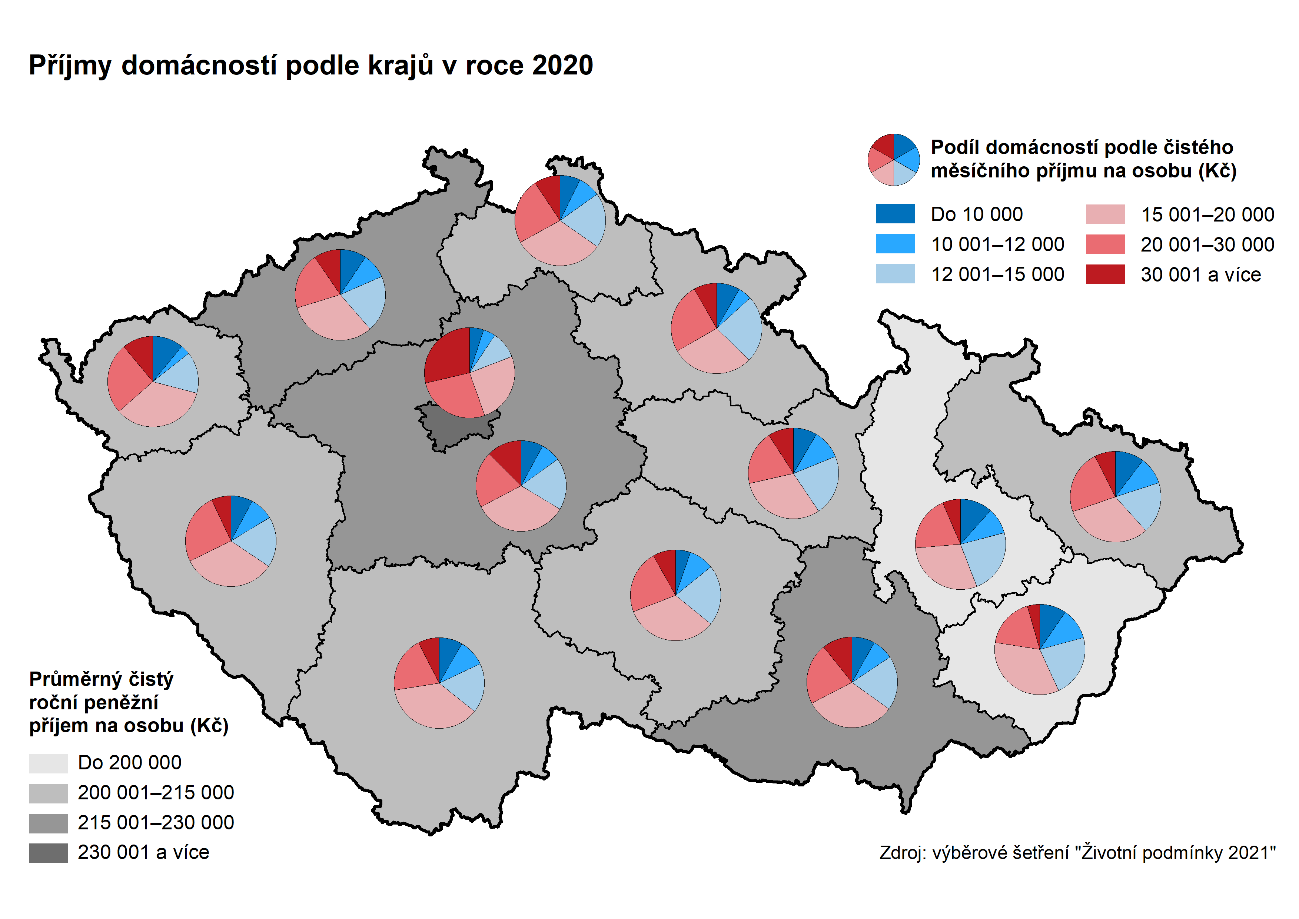 Příjmy domácností podle krajů v roce 2020
Podíl domácností podle čistého
měsíčního příjmu na osobu (Kč)
Do 10 000
15 001–20 000
10 001–12 000
20 001–30 000
12 001–15 000
30 001 a více
Průměrný čistý
roční peněžní
příjem na osobu (Kč)
Do 200 000
200 001–215 000
215 001–230 000
230 001 a více
Zdroj: výběrové šetření "Životní podmínky 2021"